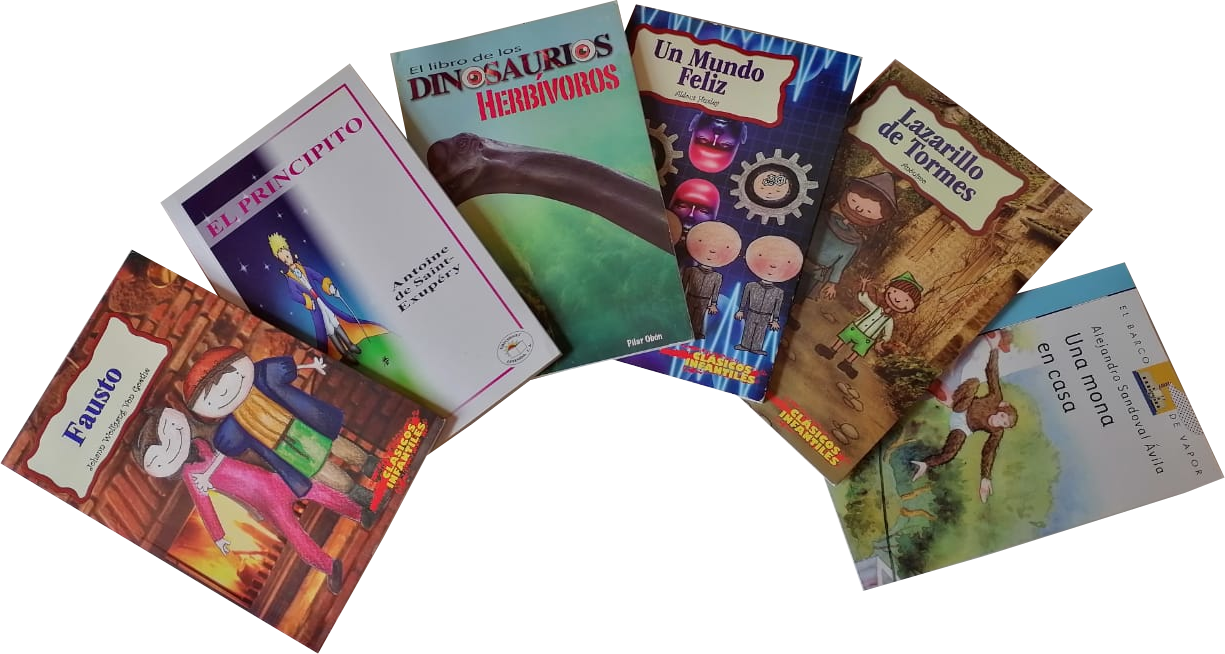 Fausto
Johann Wolfgang Von Goethe
CLÁSICOS
INFANTILES
EL PRINCIPITO
Antoine
de Saint-
Exupéry
El libro de los
DINOSAURIOS
HERBÍVOROS
Pilar Obón
Un Mundo
Feliz
Aldous Huxley
CLÁSICOS
INFANTILES
Lazarillo
de Tormes
Anónimo
CLÁSICOS
INFANTILES
EL BARCO DE VAPOR
Alejandro Sandoval Ávila
Una mona
en casa